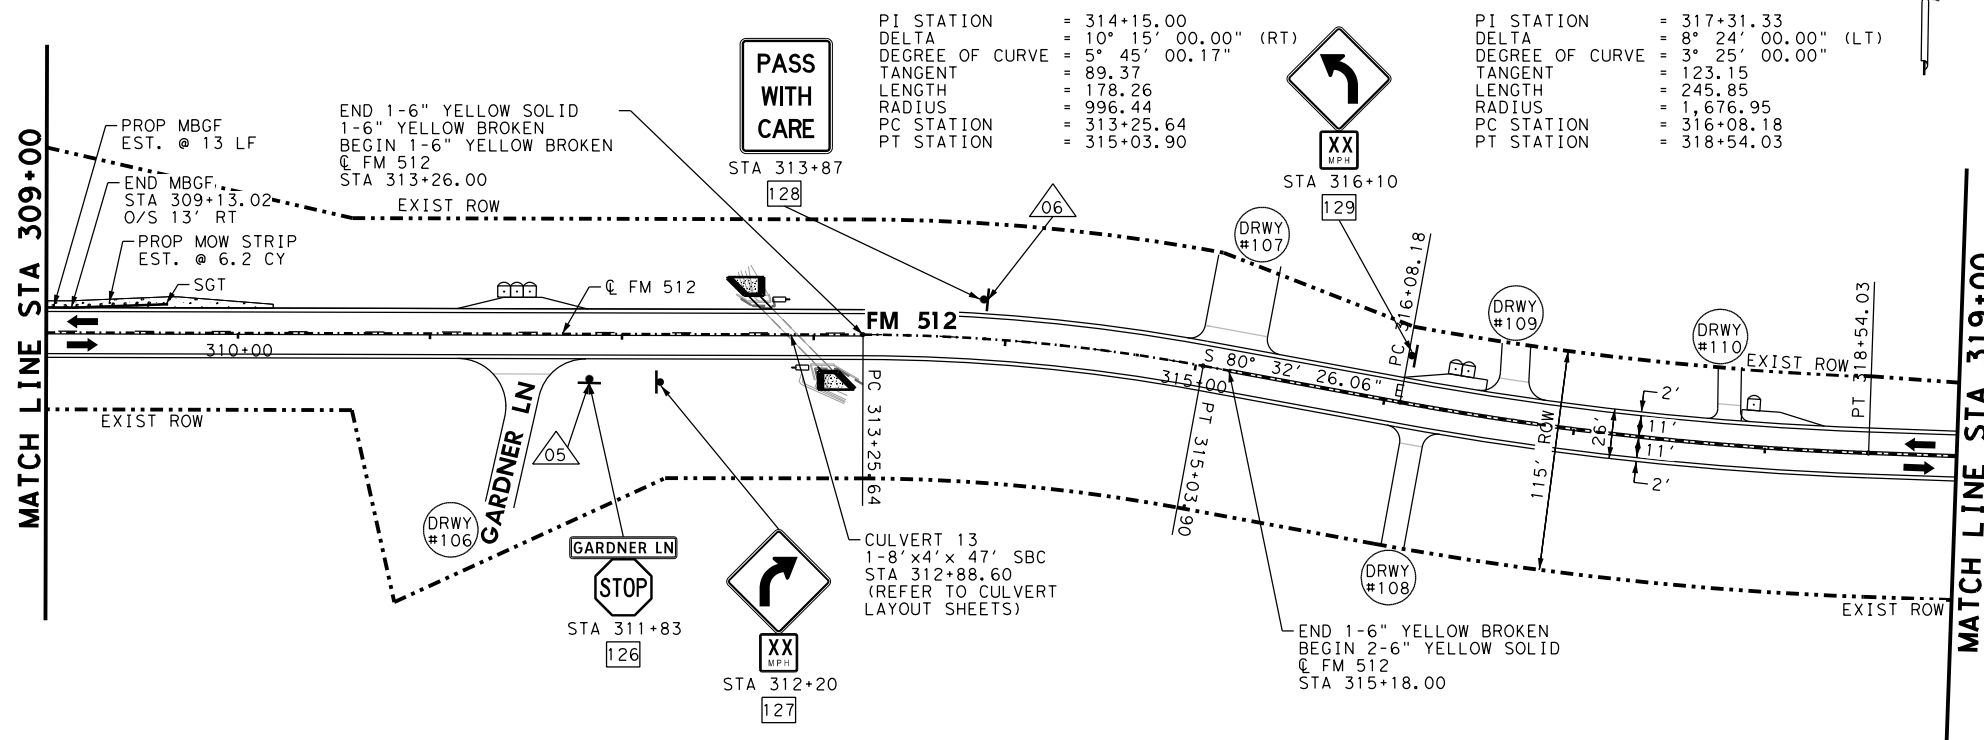 PI STATION = 314+15.00
DELTA = 10° 15' 00.00" (RT)
DEGREE OF CURVE = 5° 45' 00.17"
TANGENT = 89.37
LENGTH = 178.26
RADIUS = 996.44
PC STATION = 313+25.64
PT STATION = 315+03.90
PI STATION = 317+31.33
DELTA = 8° 24' 00.00" (LT)
DEGREE OF CURVE = 3° 25' 00.00"
TANGENT = 123.15
LENGTH = 245.85
RADIUS = 1,676.95
PC STATION = 316+08.18
PT STATION = 318+54.03
MATCH LINE STA 309+00
PROP MBGF
EST. @ 13 LF
END MBGF
STA 309+13.02
O/S 13' RT
PROP MOW STRIP
EST. @ 6.2 CY
SGT
END 1-6" YELLOW SOLID
1-6" YELLOW BROKEN
BEGIN 1-6" YELLOW BROKEN
℄ FM 512
STA 313+26.00
EXIST ROW
PASS
WITH
CARE
STA 313+87
128
06
XX
MPH
STA 316+10
129
DRWY
#107
PC 316+08.18
DRWY
#109
DRWY
#110
EXIST ROW
PT 318+54.03
MATCH LINE STA 319+00
℄ FM 512
FM 512
310+00
S 80° 32' 26.06" E
315+00
2'
11'
26'
11'
2'
115' ROW
EXIST ROW
GARDNER LN
05
PC 313+25.64
PT 315+03.90
DRWY
#106
GARDNER LN
STOP
STA 311+83
126
XX
MPH
STA 312+20
127
CULVERT 13
1-8'x4'x 47' SBC
STA 312+88.60
(REFER TO CULVERT
LAYOUT SHEETS)
DRWY
#108
END 1-6" YELLOW BROKEN
BEGIN 2-6" YELLOW SOLID
℄ FM 512
STA 315+18.00
EXIST ROW